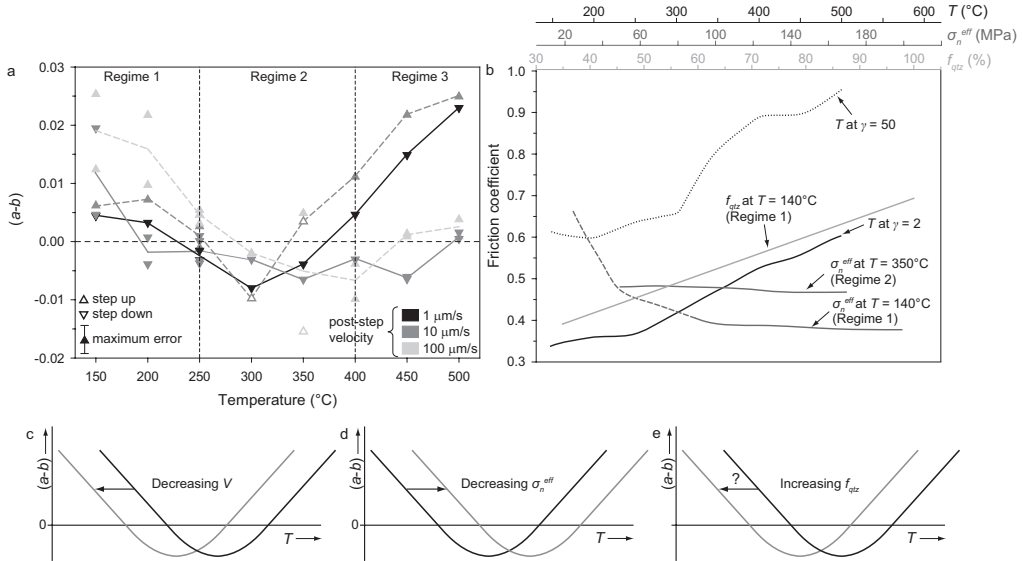 200 300 400 500 600 T (°C)
20 60 100 140 180 σn^eff (MPa)
30 40 50 60 70 80 90 100 f_qtz (%)
a
0.03
0.02
0.01
0.00
-0.01
-0.02
(a-b)
Regime 1 Regime 2 Regime 3
step up
step down
maximum error
post-step
velocity
1 µm/s
10 µm/s
100 µm/s
150 200 250 300 350 400 450 500
Temperature (°C)
b
1.0
0.9
0.8
0.7
0.6
0.5
0.4
0.3
Friction coefficient
T at γ = 50
f_qtz at T = 140°C
(Regime 1)
T at γ = 2
σn^eff at T = 350°C
(Regime 2)
σn^eff at T = 140°C
(Regime 1)
c
(a-b)
Decreasing V
0
T
d
(a-b)
Decreasing σn^eff
0
T
e
(a-b)
?
Increasing f_qtz
0
T